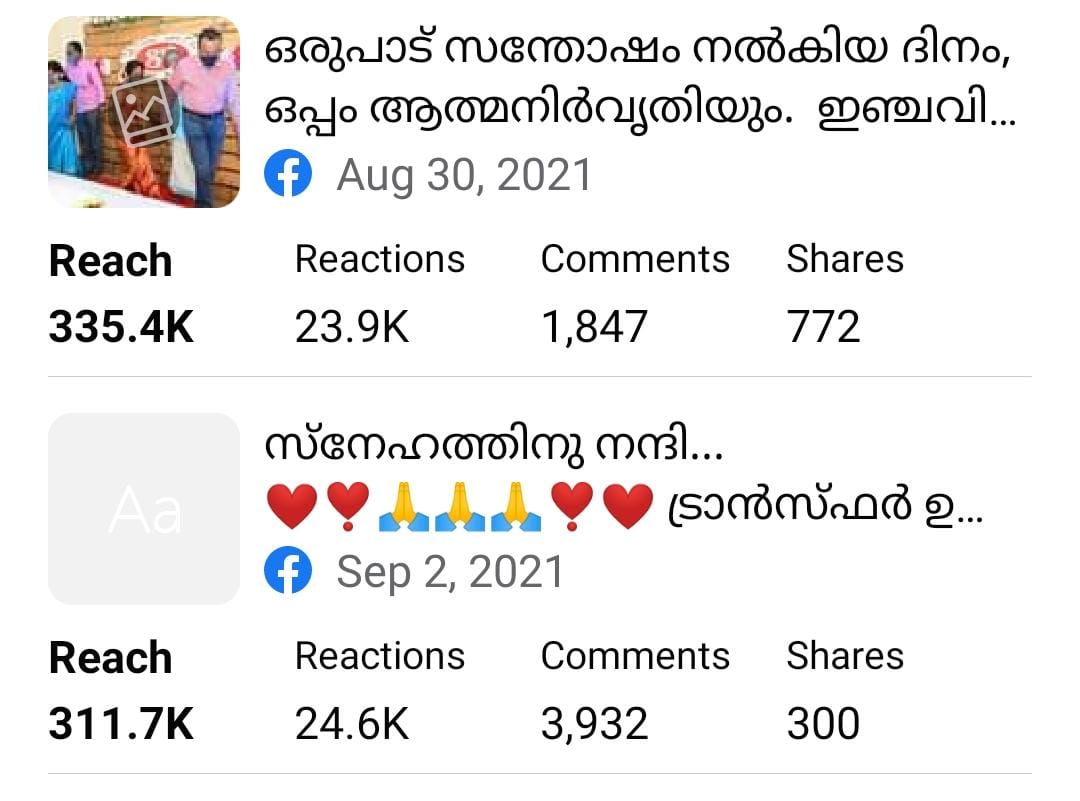 ഒരുപാട് സന്തോഷം നൽകിയ ദിനം,
ഒപ്പം ആത്മനിർവൃതിയും. ഇഞ്ചവി...
Aug 30, 2021
Reach Reactions Comments Shares
335.4K 23.9K 1,847 772
Aa
സ്നേഹത്തിനു നന്ദി...
❤️❣️🙏🙏🙏❣️❤️ ട്രാൻസ്ഫർ ഉ...
Sep 2, 2021
Reach Reactions Comments Shares
311.7K 24.6K 3,932 300